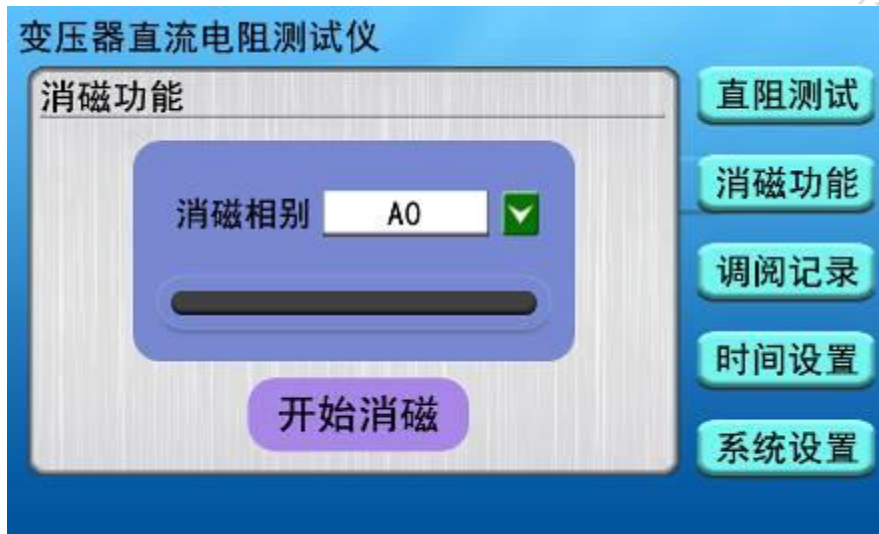 变压器直流电阻测试仪
消磁功能
消磁相别 A0
开始消磁
直阻测试
消磁功能
调阅记录
时间设置
系统设置